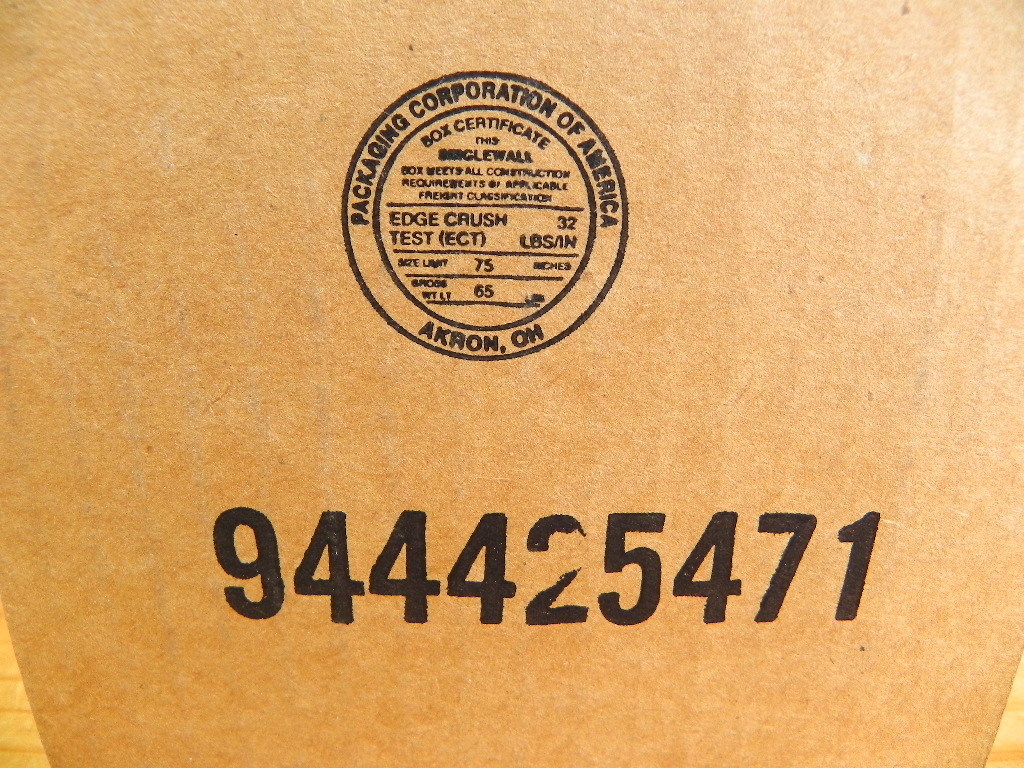 PACKAGING CORPORATION OF AMERICA
BOX CERTIFICATE
THIS
SINGLEWALL
BOX MEETS ALL CONSTRUCTION
REQUIREMENTS OF APPLICABLE
FREIGHT CLASSIFICATION
EDGE CRUSH 32
TEST (ECT) LBS/IN
SIZE LIMIT 75 INCHES
GROSS
WT LT 65
AKRON, OH
944425471